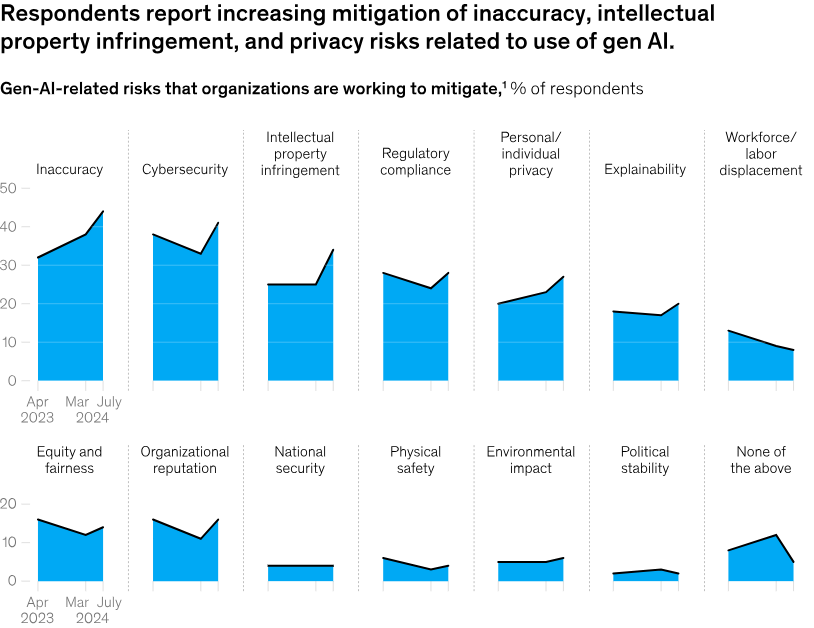 Respondents report increasing mitigation of inaccuracy, intellectual
property infringement, and privacy risks related to use of gen AI.
Gen-AI-related risks that organizations are working to mitigate,¹ % of respondents
Inaccuracy
Cybersecurity
Intellectual
property
infringement
Regulatory
compliance
Personal/
individual
privacy
Explainability
Workforce/
labor
displacement
50
40
30
20
10
0
Apr
2023
Mar July
2024
Equity and
fairness
Organizational
reputation
National
security
Physical
safety
Environmental
impact
Political
stability
None of
the above
20
10
0
Apr
2023
Mar July
2024